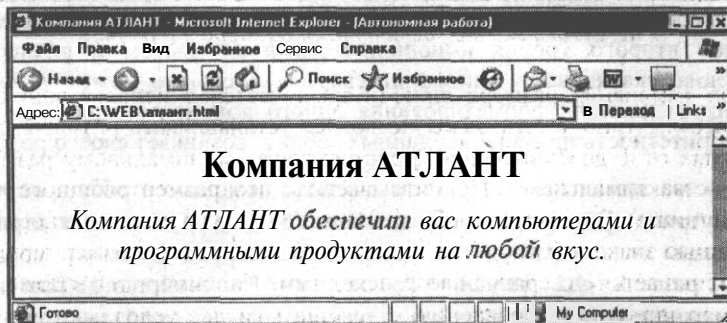 Компания АТЛАНТ - Microsoft Internet Explorer - [Автономная работа]
Файл Правка Вид Избранное Сервис Справка
Назад Поиск Избранное
Адрес: C:\WEB\атлант.html Переход Links »
Компания АТЛАНТ
Компания АТЛАНТ обеспечит вас компьютерами и
программными продуктами на любой вкус.
Готово My Computer